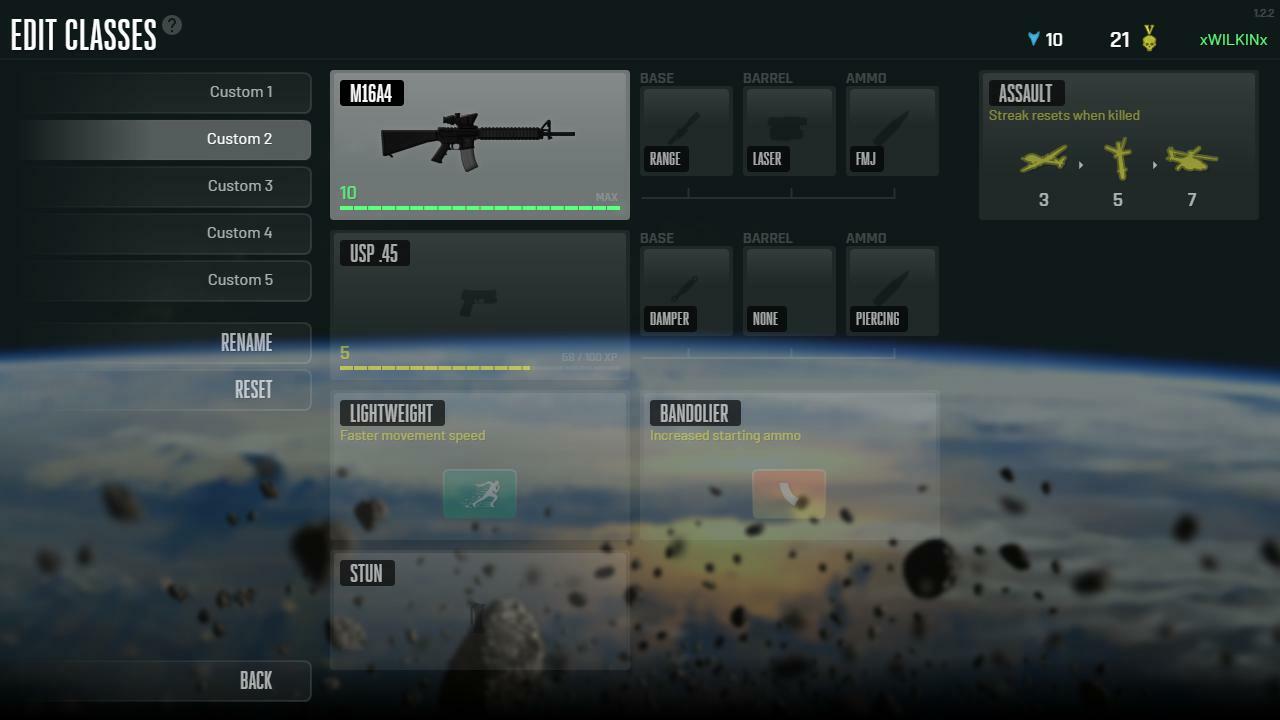 EDIT CLASSES
?
1.2.2
10
21
xWILKINx
Custom 1
Custom 2
Custom 3
Custom 4
Custom 5
RENAME
RESET
BACK
M16A4
10
MAX
BASE
BARREL
AMMO
RANGE
LASER
FMJ
USP .45
5
58 / 100 XP
BASE
BARREL
AMMO
DAMPER
NONE
PIERCING
LIGHTWEIGHT
Faster movement speed
BANDOLIER
Increased starting ammo
STUN
ASSAULT
Streak resets when killed
3
5
7